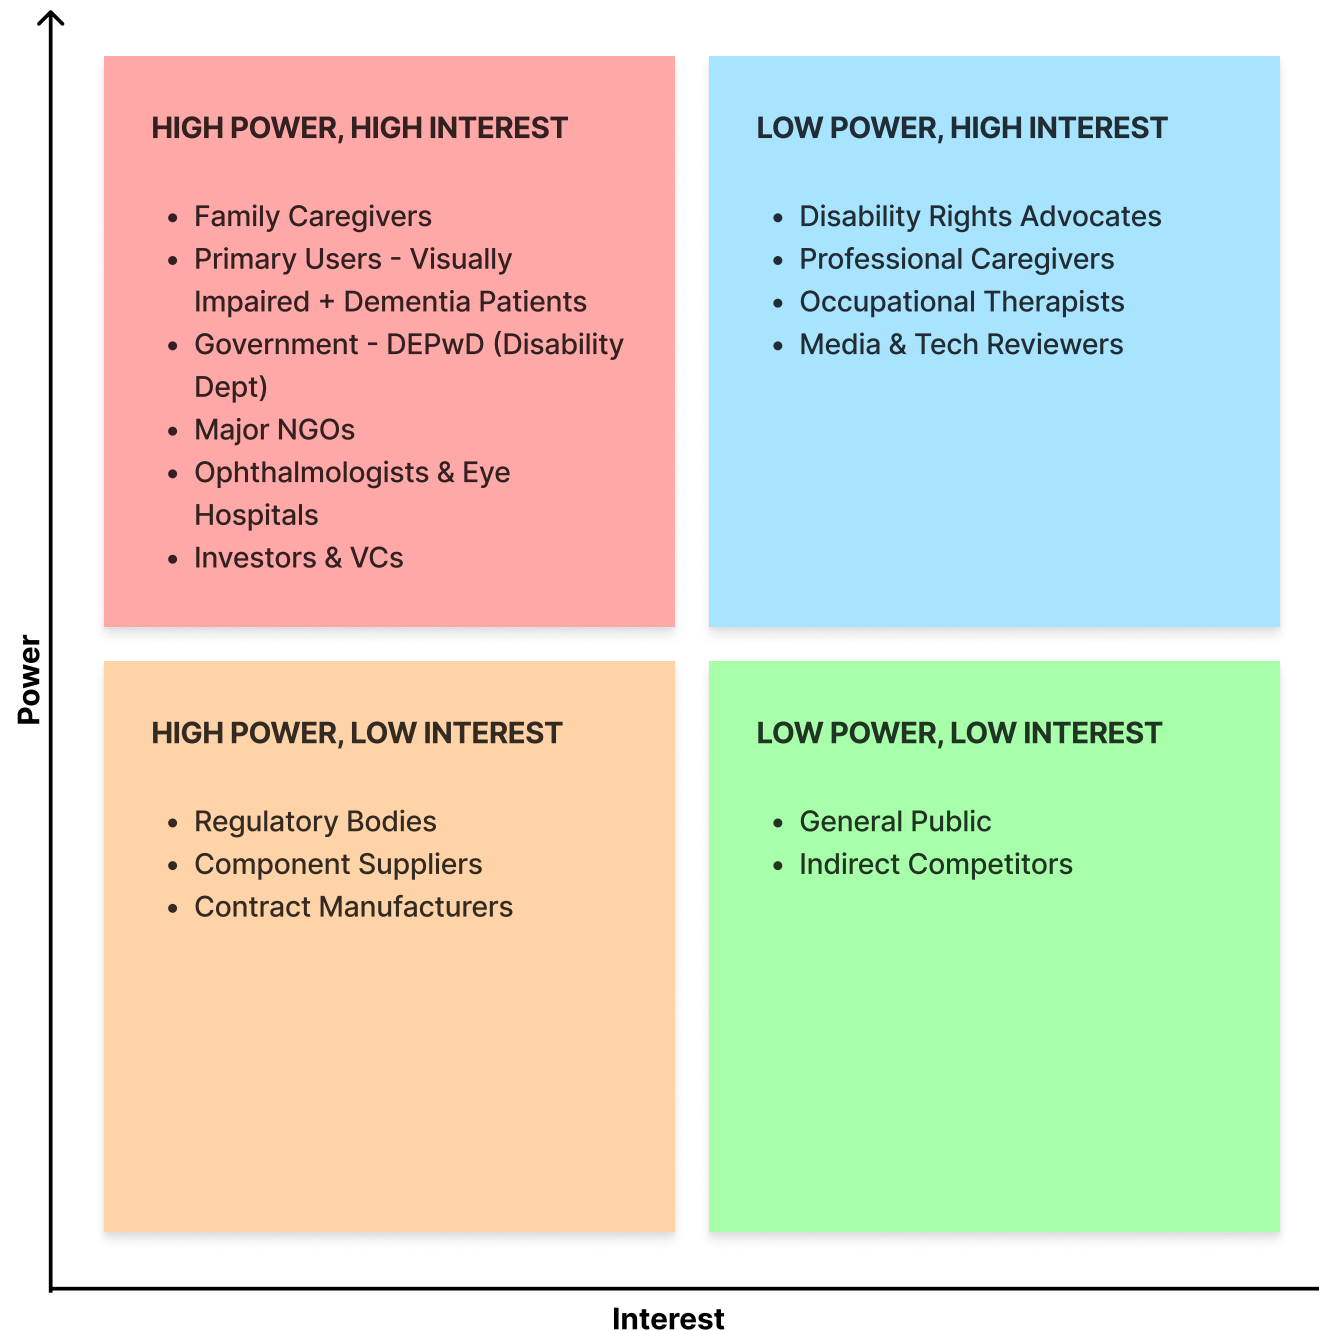 HIGH POWER, HIGH INTEREST
• Family Caregivers
• Primary Users - Visually
Impaired + Dementia Patients
• Government - DEPwD (Disability
Dept)
• Major NGOs
• Ophthalmologists & Eye
Hospitals
• Investors & VCs
LOW POWER, HIGH INTEREST
• Disability Rights Advocates
• Professional Caregivers
• Occupational Therapists
• Media & Tech Reviewers
Power
HIGH POWER, LOW INTEREST
• Regulatory Bodies
• Component Suppliers
• Contract Manufacturers
LOW POWER, LOW INTEREST
• General Public
• Indirect Competitors
Interest